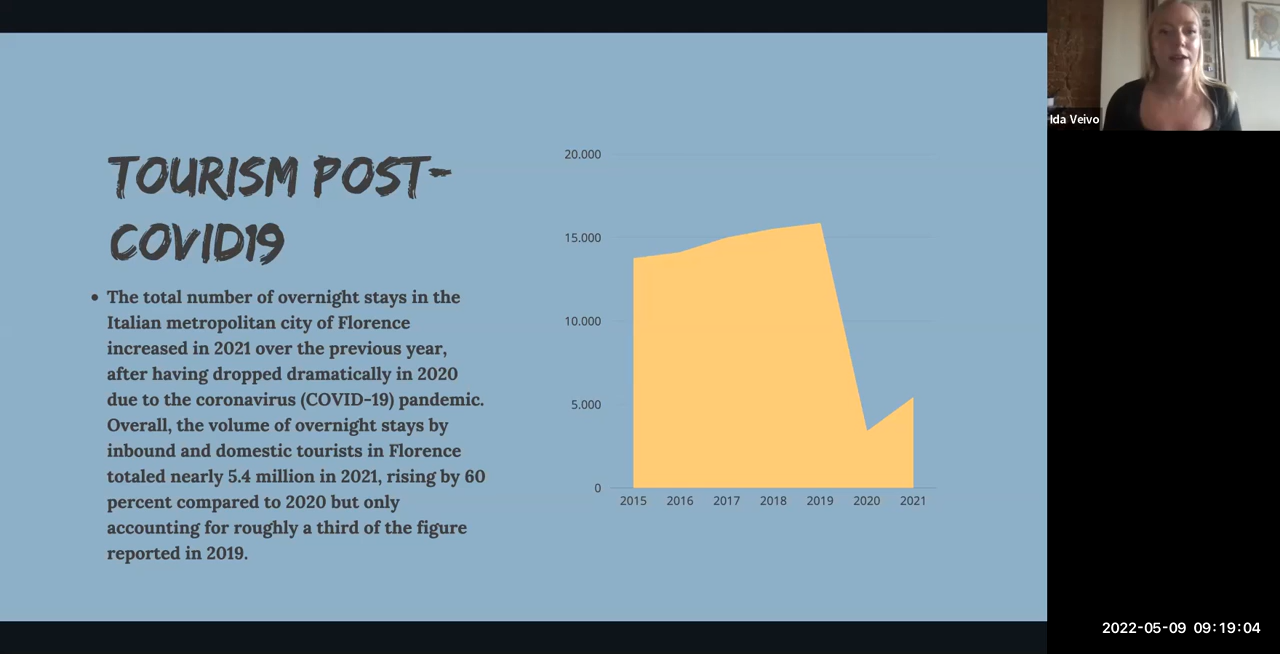 TOURISM POST-
COVID19
• The total number of overnight stays in the
Italian metropolitan city of Florence
increased in 2021 over the previous year,
after having dropped dramatically in 2020
due to the coronavirus (COVID-19) pandemic.
Overall, the volume of overnight stays by
inbound and domestic tourists in Florence
totaled nearly 5.4 million in 2021, rising by 60
percent compared to 2020 but only
accounting for roughly a third of the figure
reported in 2019.
20.000
15.000
10.000
5.000
0
2015 2016 2017 2018 2019 2020 2021
Ida Veivo
2022-05-09 09:19:04